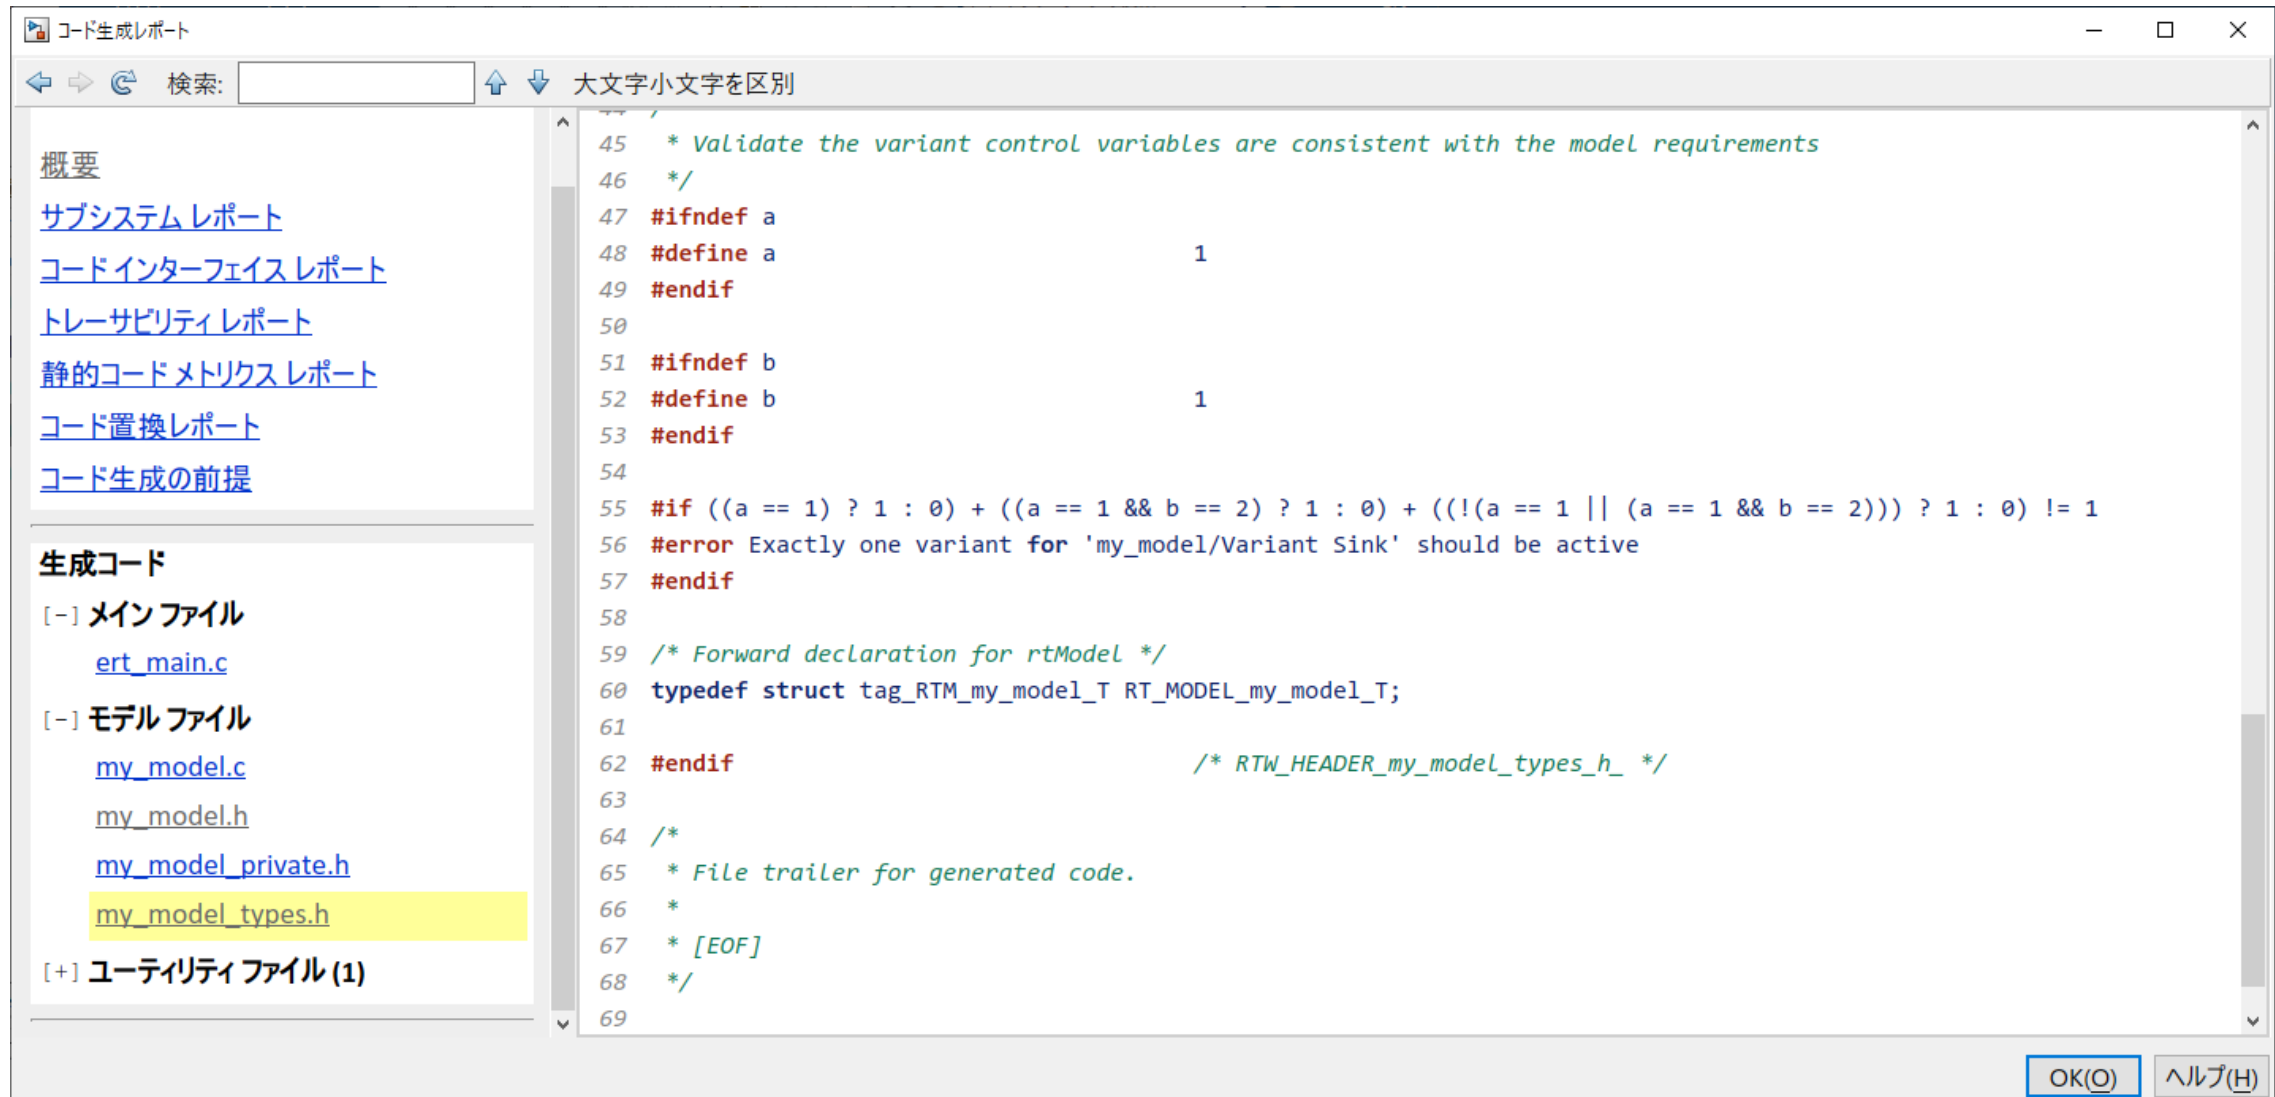 コード生成レポート
検索: 大文字小文字を区別
概要
サブシステム レポート
コード インターフェイス レポート
トレーサビリティ レポート
静的コード メトリクス レポート
コード置換レポート
コード生成の前提
生成コード
[-] メイン ファイル
ert_main.c
[-] モデル ファイル
my_model.c
my_model.h
my_model_private.h
my_model_types.h
[+] ユーティリティ ファイル (1)
45 * Validate the variant control variables are consistent with the model requirements
46 */
47 #ifndef a
48 #define a 1
49 #endif
50
51 #ifndef b
52 #define b 1
53 #endif
54
55 #if ((a == 1) ? 1 : 0) + ((a == 1 && b == 2) ? 1 : 0) + ((!(a == 1 || (a == 1 && b == 2))) ? 1 : 0) != 1
56 #error Exactly one variant for 'my_model/Variant Sink' should be active
57 #endif
58
59 /* Forward declaration for rtModel */
60 typedef struct tag_RTM_my_model_T RT_MODEL_my_model_T;
61
62 #endif /* RTW_HEADER_my_model_types_h_ */
63
64 /*
65 * File trailer for generated code.
66 *
67 * [EOF]
68 */
69
OK(O) ヘルプ(H)